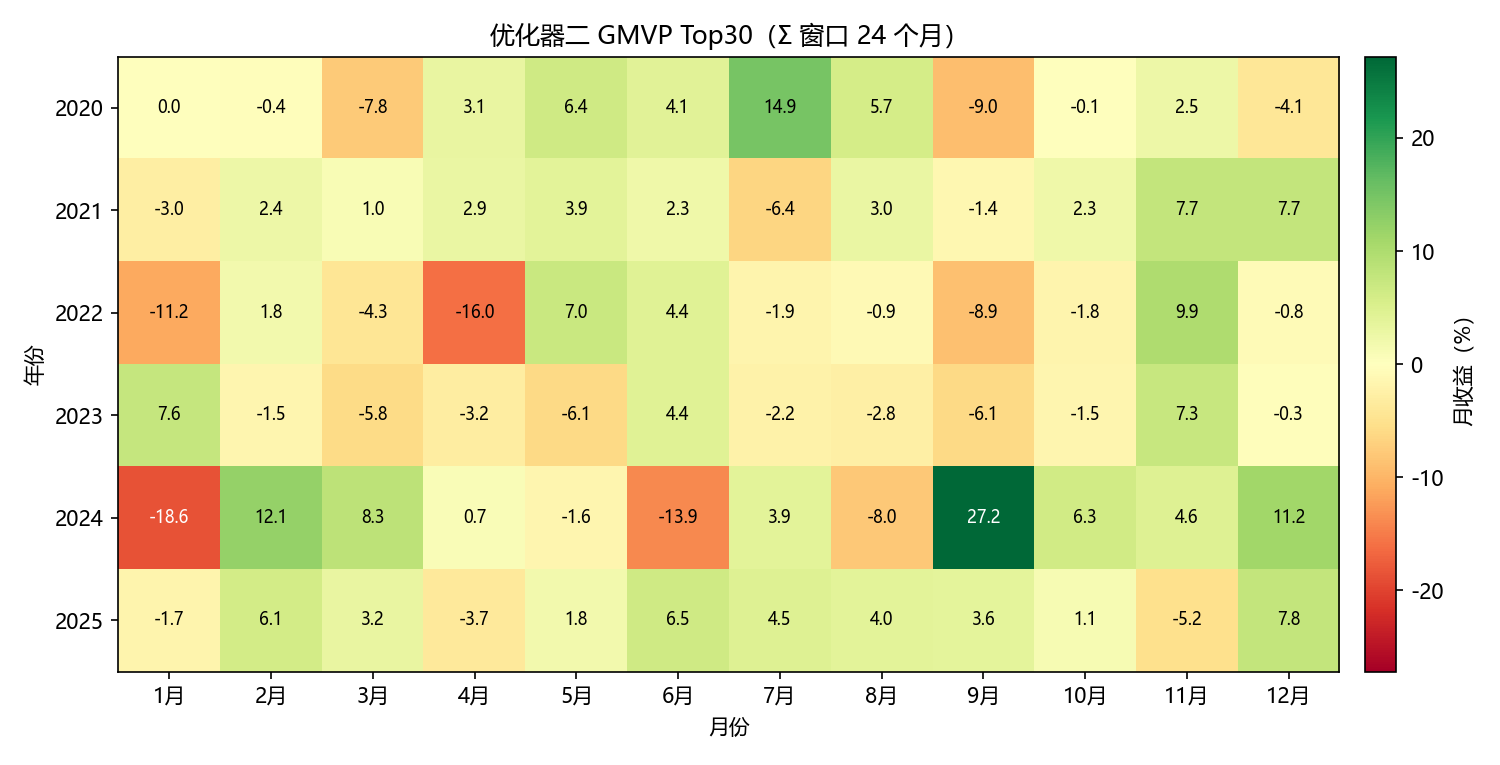 优化器二 GMVP Top30（Σ 窗口 24 个月）
2020 0.0 -0.4 -7.8 3.1 6.4 4.1 14.9 5.7 -9.0 -0.1 2.5 -4.1
2021 -3.0 2.4 1.0 2.9 3.9 2.3 -6.4 3.0 -1.4 2.3 7.7 7.7
2022 -11.2 1.8 -4.3 -16.0 7.0 4.4 -1.9 -0.9 -8.9 -1.8 9.9 -0.8
2023 7.6 -1.5 -5.8 -3.2 -6.1 4.4 -2.2 -2.8 -6.1 -1.5 7.3 -0.3
2024 -18.6 12.1 8.3 0.7 -1.6 -13.9 3.9 -8.0 27.2 6.3 4.6 11.2
2025 -1.7 6.1 3.2 -3.7 1.8 6.5 4.5 4.0 3.6 1.1 -5.2 7.8
1月 2月 3月 4月 5月 6月 7月 8月 9月 10月 11月 12月
月份
年份
20
10
0
-10
-20
月收益（%）